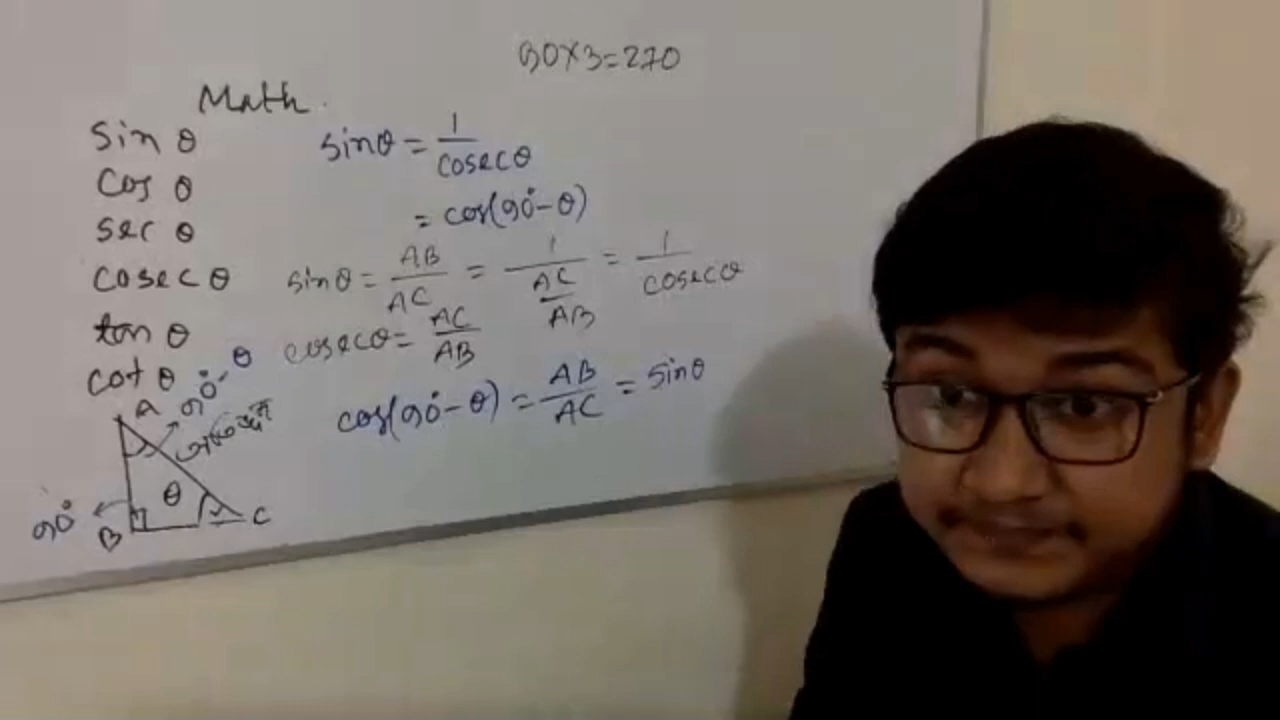 90×3=270
Math.
sin θ
cos θ
sec θ
cosec θ
tan θ
cot θ
sinθ = 1/cosecθ
= cos(90°-θ)
sinθ = AB/AC = 1/(AC/AB) = 1/cosecθ
cosecθ = AC/AB
cos(90°-θ) = AB/AC = sinθ
A
90°-θ
θ
90°
B
C